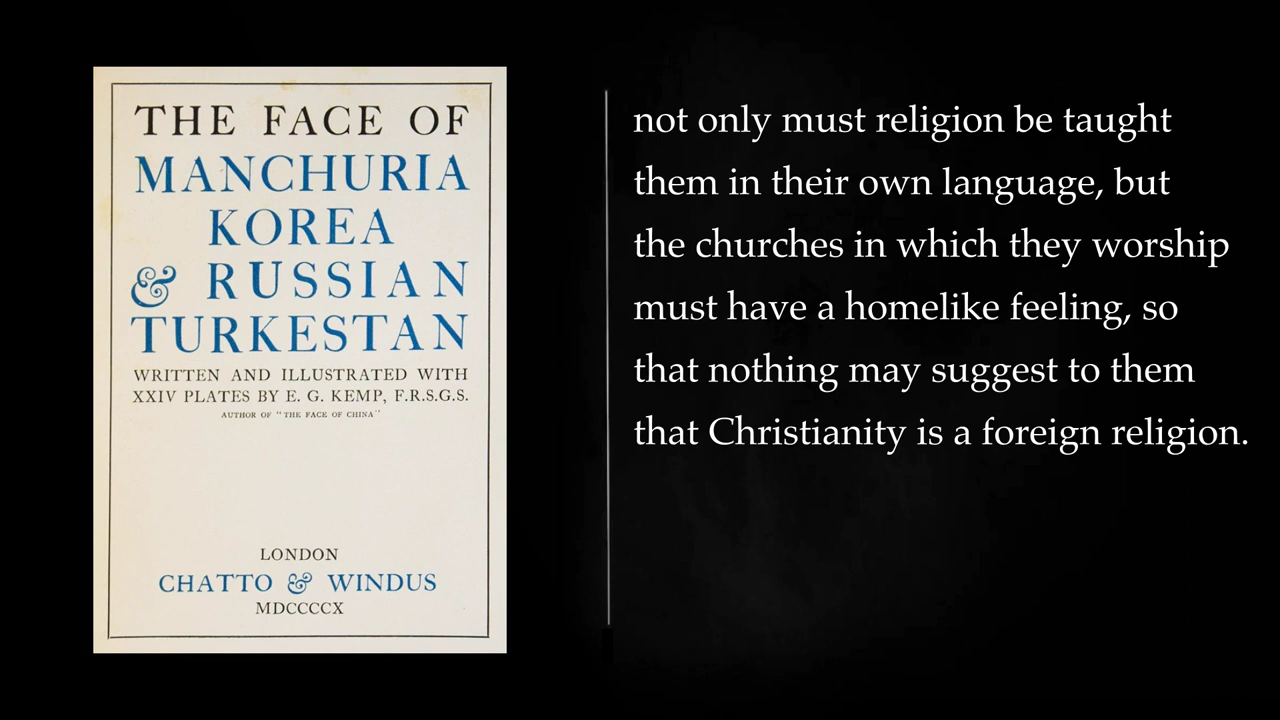 THE FACE OF
MANCHURIA
KOREA
& RUSSIAN
TURKESTAN
WRITTEN AND ILLUSTRATED WITH
XXIV PLATES BY E. G. KEMP, F.R.S.G.S.
AUTHOR OF "THE FACE OF CHINA"
LONDON
CHATTO & WINDUS
MDCCCCX
not only must religion be taught
them in their own language, but
the churches in which they worship
must have a homelike feeling, so
that nothing may suggest to them
that Christianity is a foreign religion.